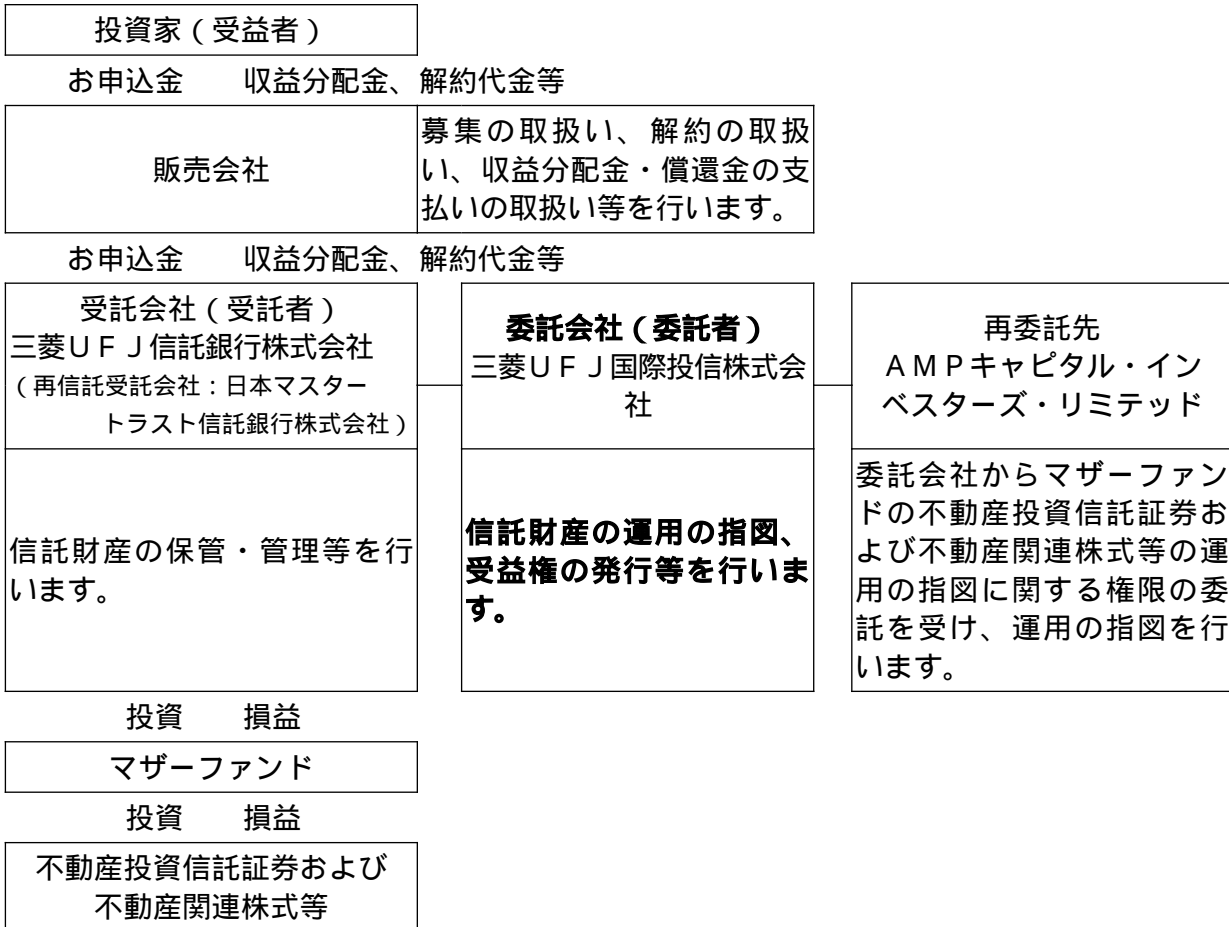 投資家（受益者）
お申込金　　収益分配金、解約代金等
販売会社
募集の取扱い、解約の取扱
い、収益分配金・償還金の支
払いの取扱い等を行います。
お申込金　　収益分配金、解約代金等
受託会社（受託者）
三菱ＵＦＪ信託銀行株式会社
（再信託受託会社：日本マスター
トラスト信託銀行株式会社）
委託会社（委託者）
三菱ＵＦＪ国際投信株式会
社
再委託先
ＡＭＰキャピタル・イン
ベスターズ・リミテッド
信託財産の保管・管理等を行
います。
信託財産の運用の指図、
受益権の発行等を行いま
す。
委託会社からマザーファン
ドの不動産投資信託証券お
よび不動産関連株式等の運
用の指図に関する権限の委
託を受け、運用の指図を行
います。
投資　　損益
マザーファンド
投資　　損益
不動産投資信託証券および
不動産関連株式等